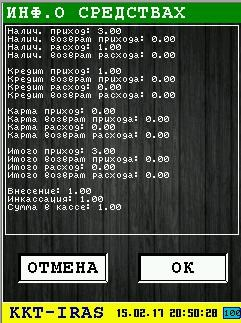 ИНФ.О СРЕДСТВАХ
Налич. приход: 3.00
Налич. возврат прихода: 0.00
Налич. расход: 1.00
Налич. возврат расхода: 0.00
Кредит приход: 1.00
Кредит возврат прихода: 0.00
Кредит расход: 0.00
Кредит возврат расхода: 0.00
Карта приход: 0.00
Карта возврат прихода: 0.00
Карта расход: 0.00
Карта возврат расхода: 0.00
Итого приход: 3.00
Итого возврат прихода: 0.00
Итого расход: 1.00
Итого возврат расхода: 0.00
Внесение: 1.00
Инкассация: 1.00
Сумма в кассе: 1.00
ОТМЕНА
ОК
KKT-IRAS 15.02.17 20:50:28 100